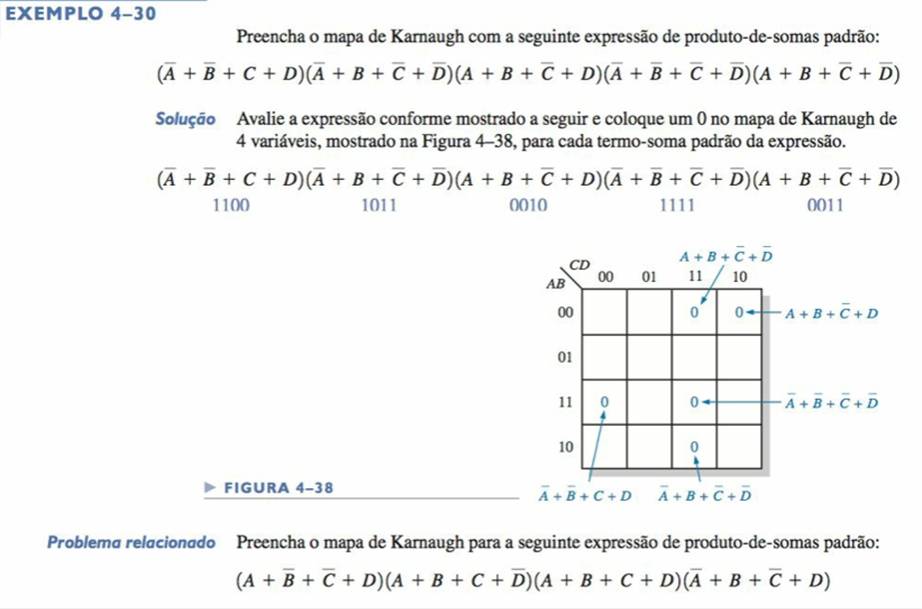 EXEMPLO 4–30
Preencha o mapa de Karnaugh com a seguinte expressão de produto-de-somas padrão:
(A̅ + B̅ + C + D)(A̅ + B + C̅ + D̅)(A + B + C̅ + D)(A̅ + B̅ + C̅ + D̅)(A + B + C̅ + D̅)
Solução Avalie a expressão conforme mostrado a seguir e coloque um 0 no mapa de Karnaugh de
4 variáveis, mostrado na Figura 4–38, para cada termo-soma padrão da expressão.
(A̅ + B̅ + C + D)(A̅ + B + C̅ + D̅)(A + B + C̅ + D)(A̅ + B̅ + C̅ + D̅)(A + B + C̅ + D̅)
1100 1011 0010 1111 0011
A + B + C̅ + D̅
CD
AB 00 01 11 10
00 0 0 A + B + C̅ + D
01
11 0 0 A̅ + B̅ + C̅ + D̅
10 0
A̅ + B̅ + C + D A̅ + B + C̅ + D̅
► FIGURA 4–38
Problema relacionado Preencha o mapa de Karnaugh para a seguinte expressão de produto-de-somas padrão:
(A + B̅ + C̅ + D)(A + B + C + D̅)(A + B + C + D)(A̅ + B + C̅ + D)